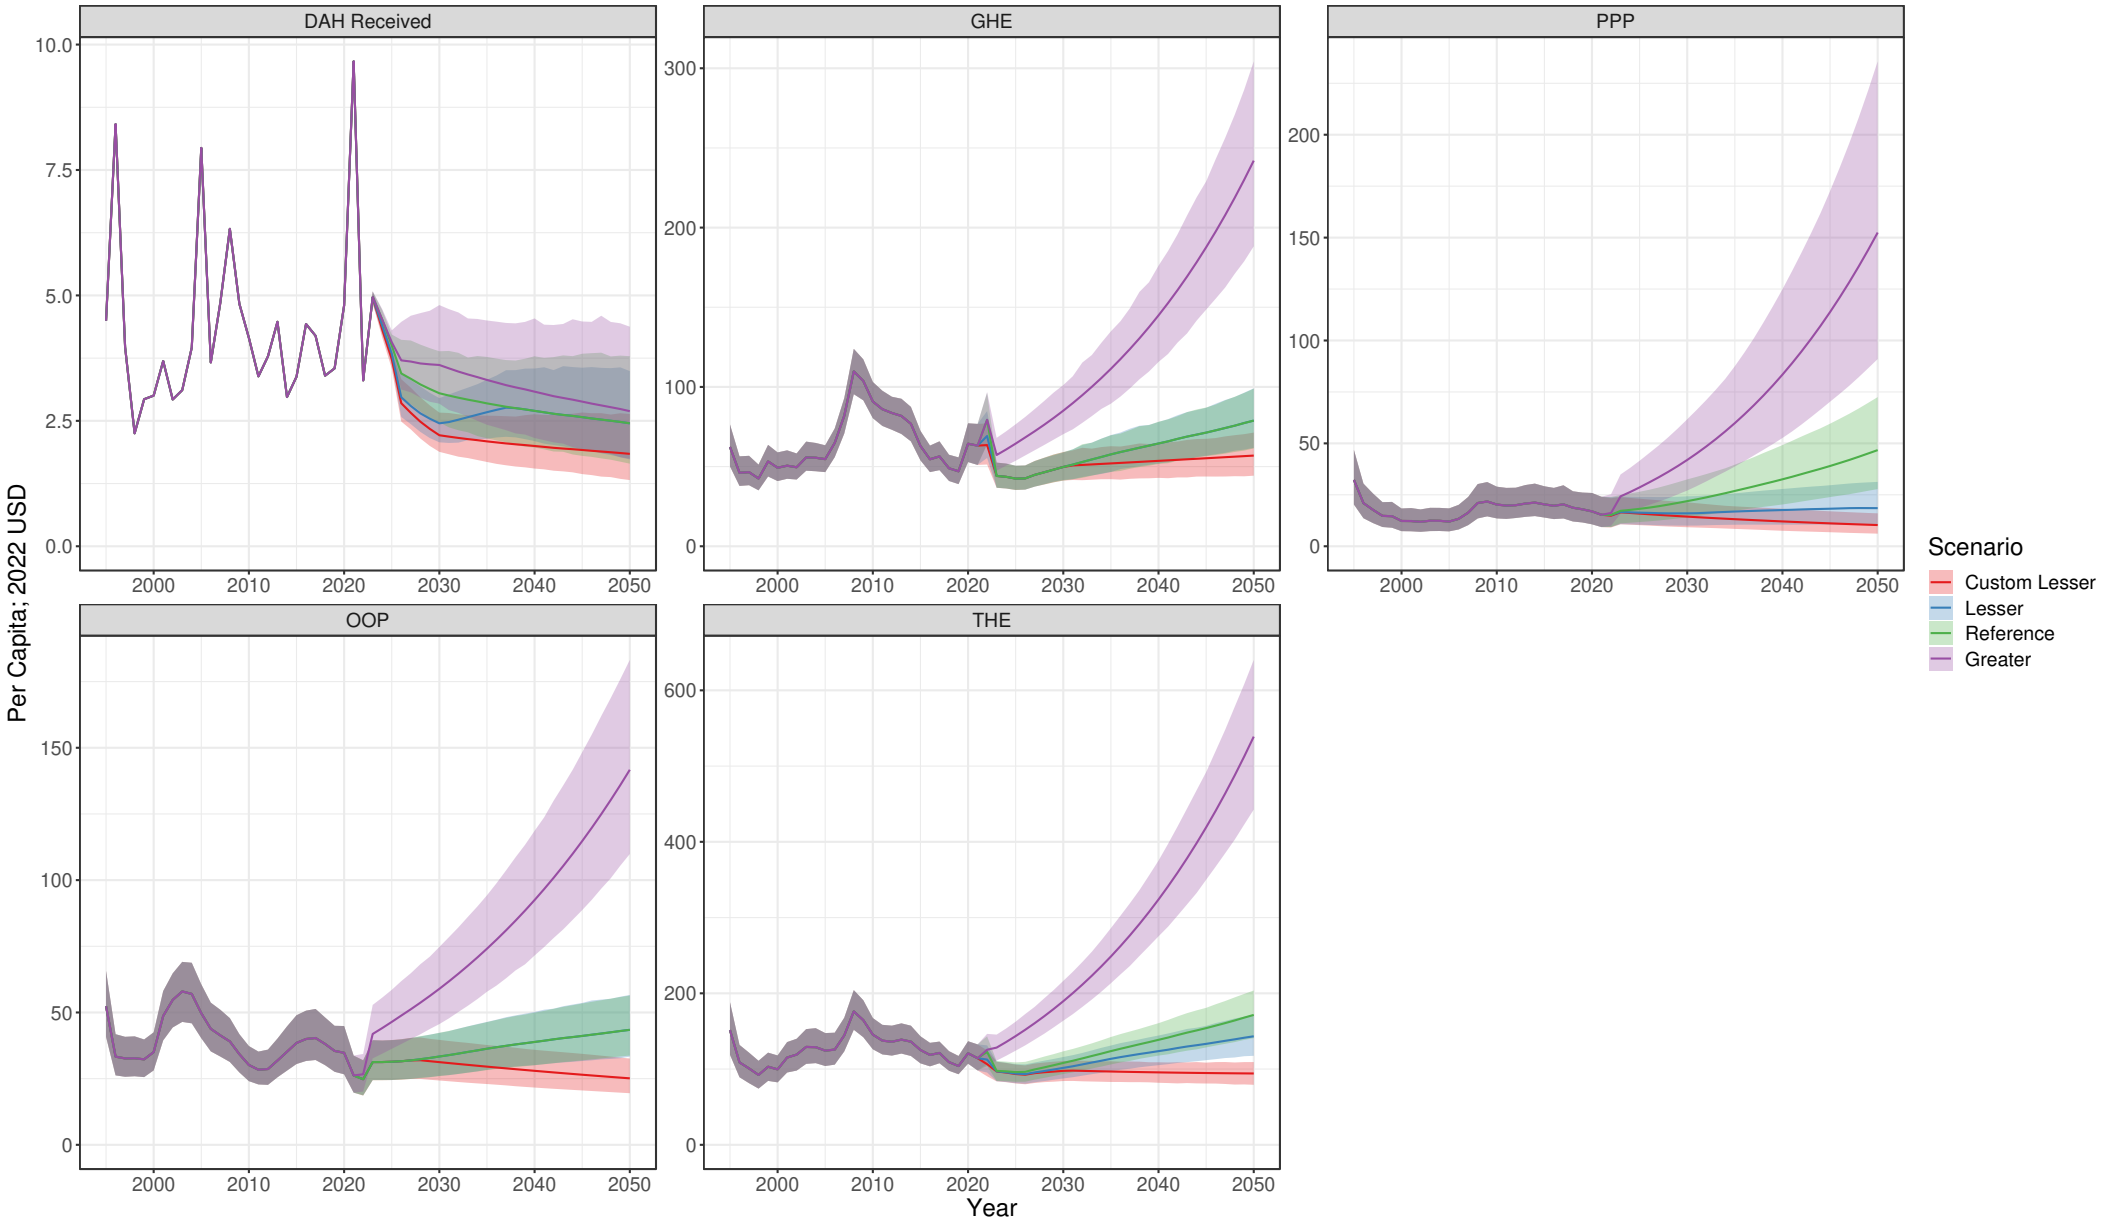 DAH Received
GHE
PPP
10.0
7.5
5.0
2.5
0.0
300
200
100
0
200
150
100
50
0
2000 2010 2020 2030 2040 2050
2000 2010 2020 2030 2040 2050
2000 2010 2020 2030 2040 2050
OOP
THE
150
100
50
0
600
400
200
0
2000 2010 2020 2030 2040 2050
2000 2010 2020 2030 2040 2050
Per Capita; 2022 USD
Year
Scenario
Custom Lesser
Lesser
Reference
Greater